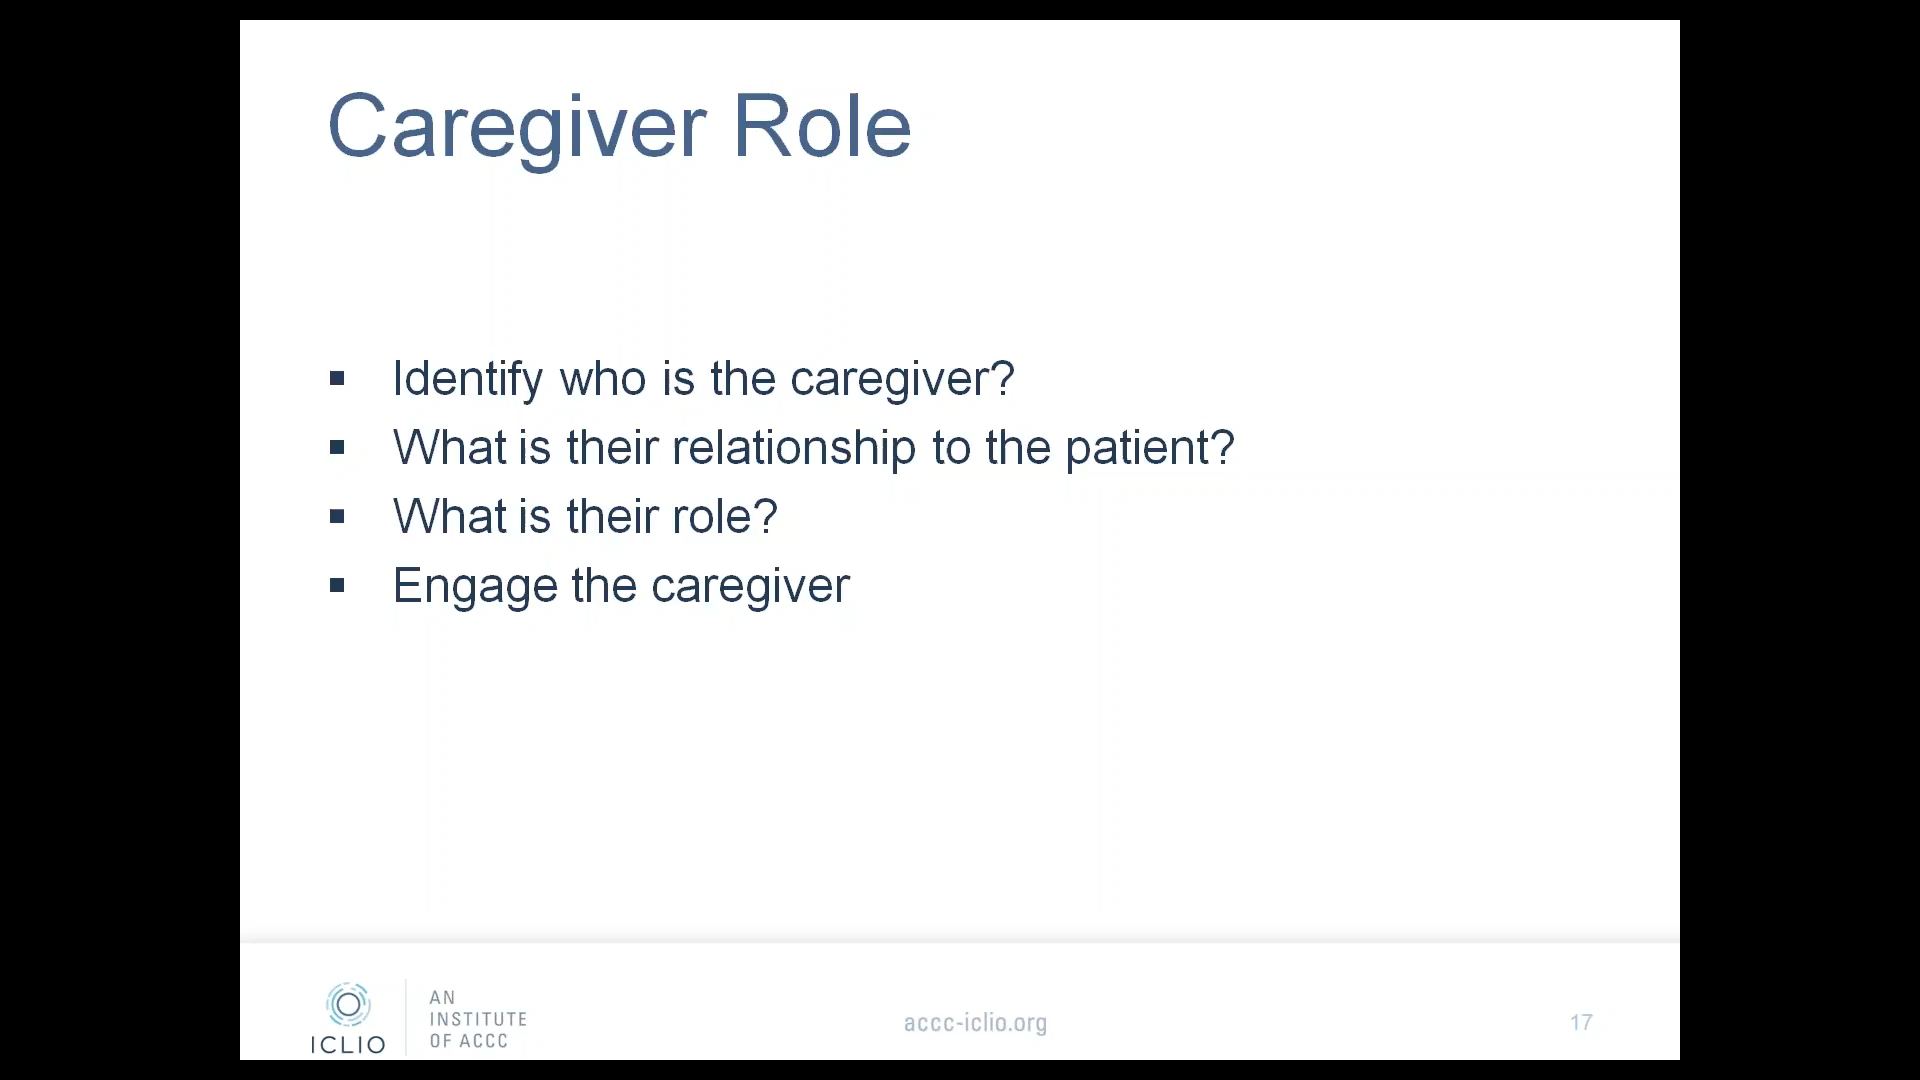 Caregiver Role
▪ Identify who is the caregiver?
▪ What is their relationship to the patient?
▪ What is their role?
▪ Engage the caregiver
ICLIO
AN
INSTITUTE
OF ACCC
accc-iclio.org
17